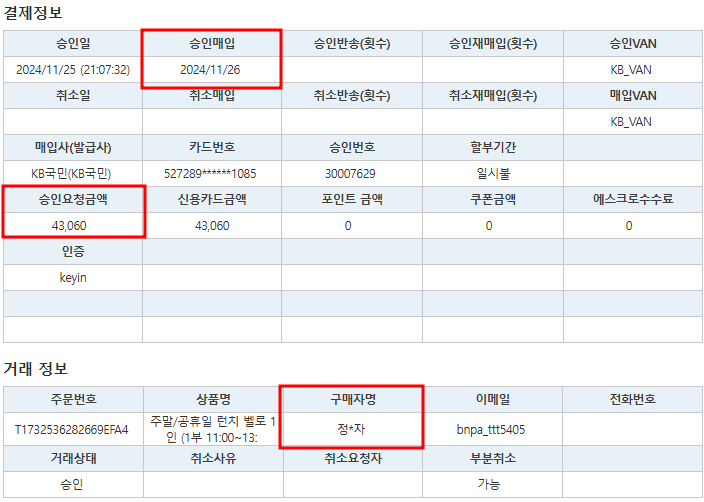 결제정보
승인일 승인매입 승인반송(횟수) 승인재매입(횟수) 승인VAN
2024/11/25 (21:07:32) 2024/11/26 KB_VAN
취소일 취소매입 취소반송(횟수) 취소재매입(횟수) 매입VAN
KB_VAN
매입사(발급사) 카드번호 승인번호 할부기간
KB국민(KB국민) 527289******1085 30007629 일시불
승인요청금액 신용카드금액 포인트 금액 쿠폰금액 에스크로수수료
43,060 43,060 0 0 0
인증
keyin
거래 정보
주문번호 상품명 구매자명 이메일 전화번호
T1732536282669EFA4 주말/공휴일 런치 벨로 1 정*자 bnpa_ttt5405
인 (1부 11:00~13:
거래상태 취소사유 취소요청자 부분취소
승인 가능